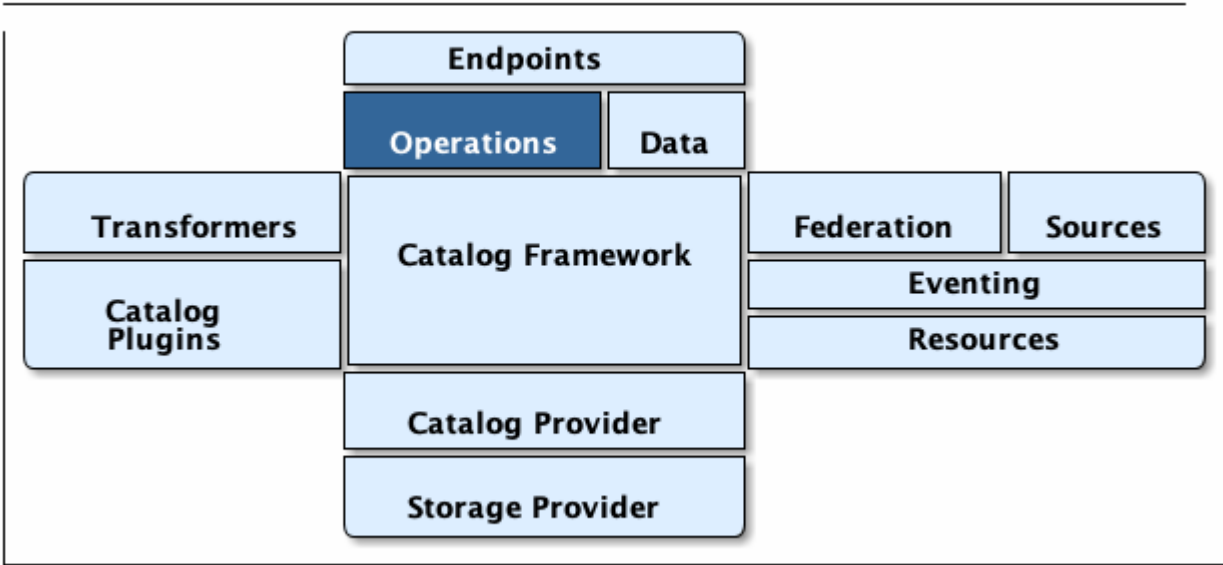 Endpoints
Operations
Data
Transformers
Catalog Framework
Federation
Sources
Eventing
Catalog
Plugins
Resources
Catalog Provider
Storage Provider